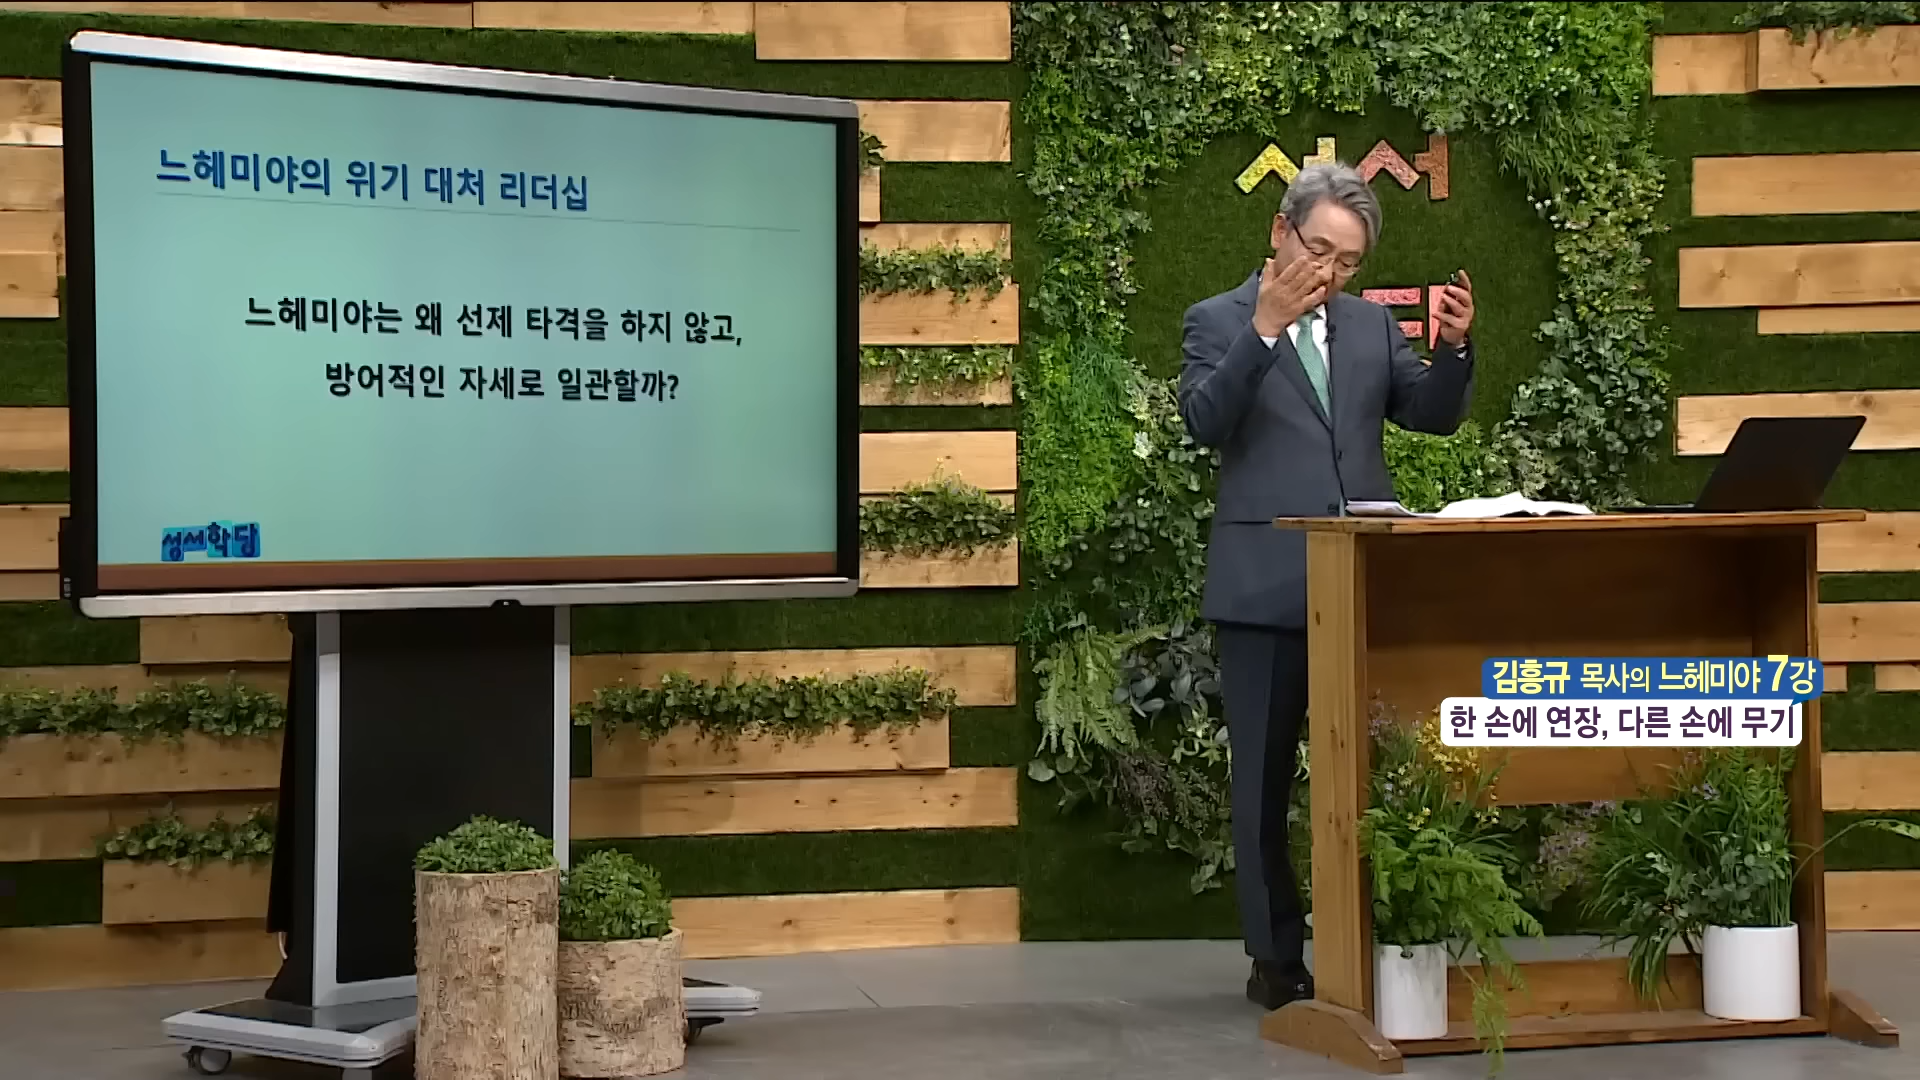 느헤미야의 위기 대처 리더십
느헤미야는 왜 선제 타격을 하지 않고,
방어적인 자세로 일관할까?
성서학당
성서
김흥규 목사의 느헤미야 7강
한 손에 연장, 다른 손에 무기